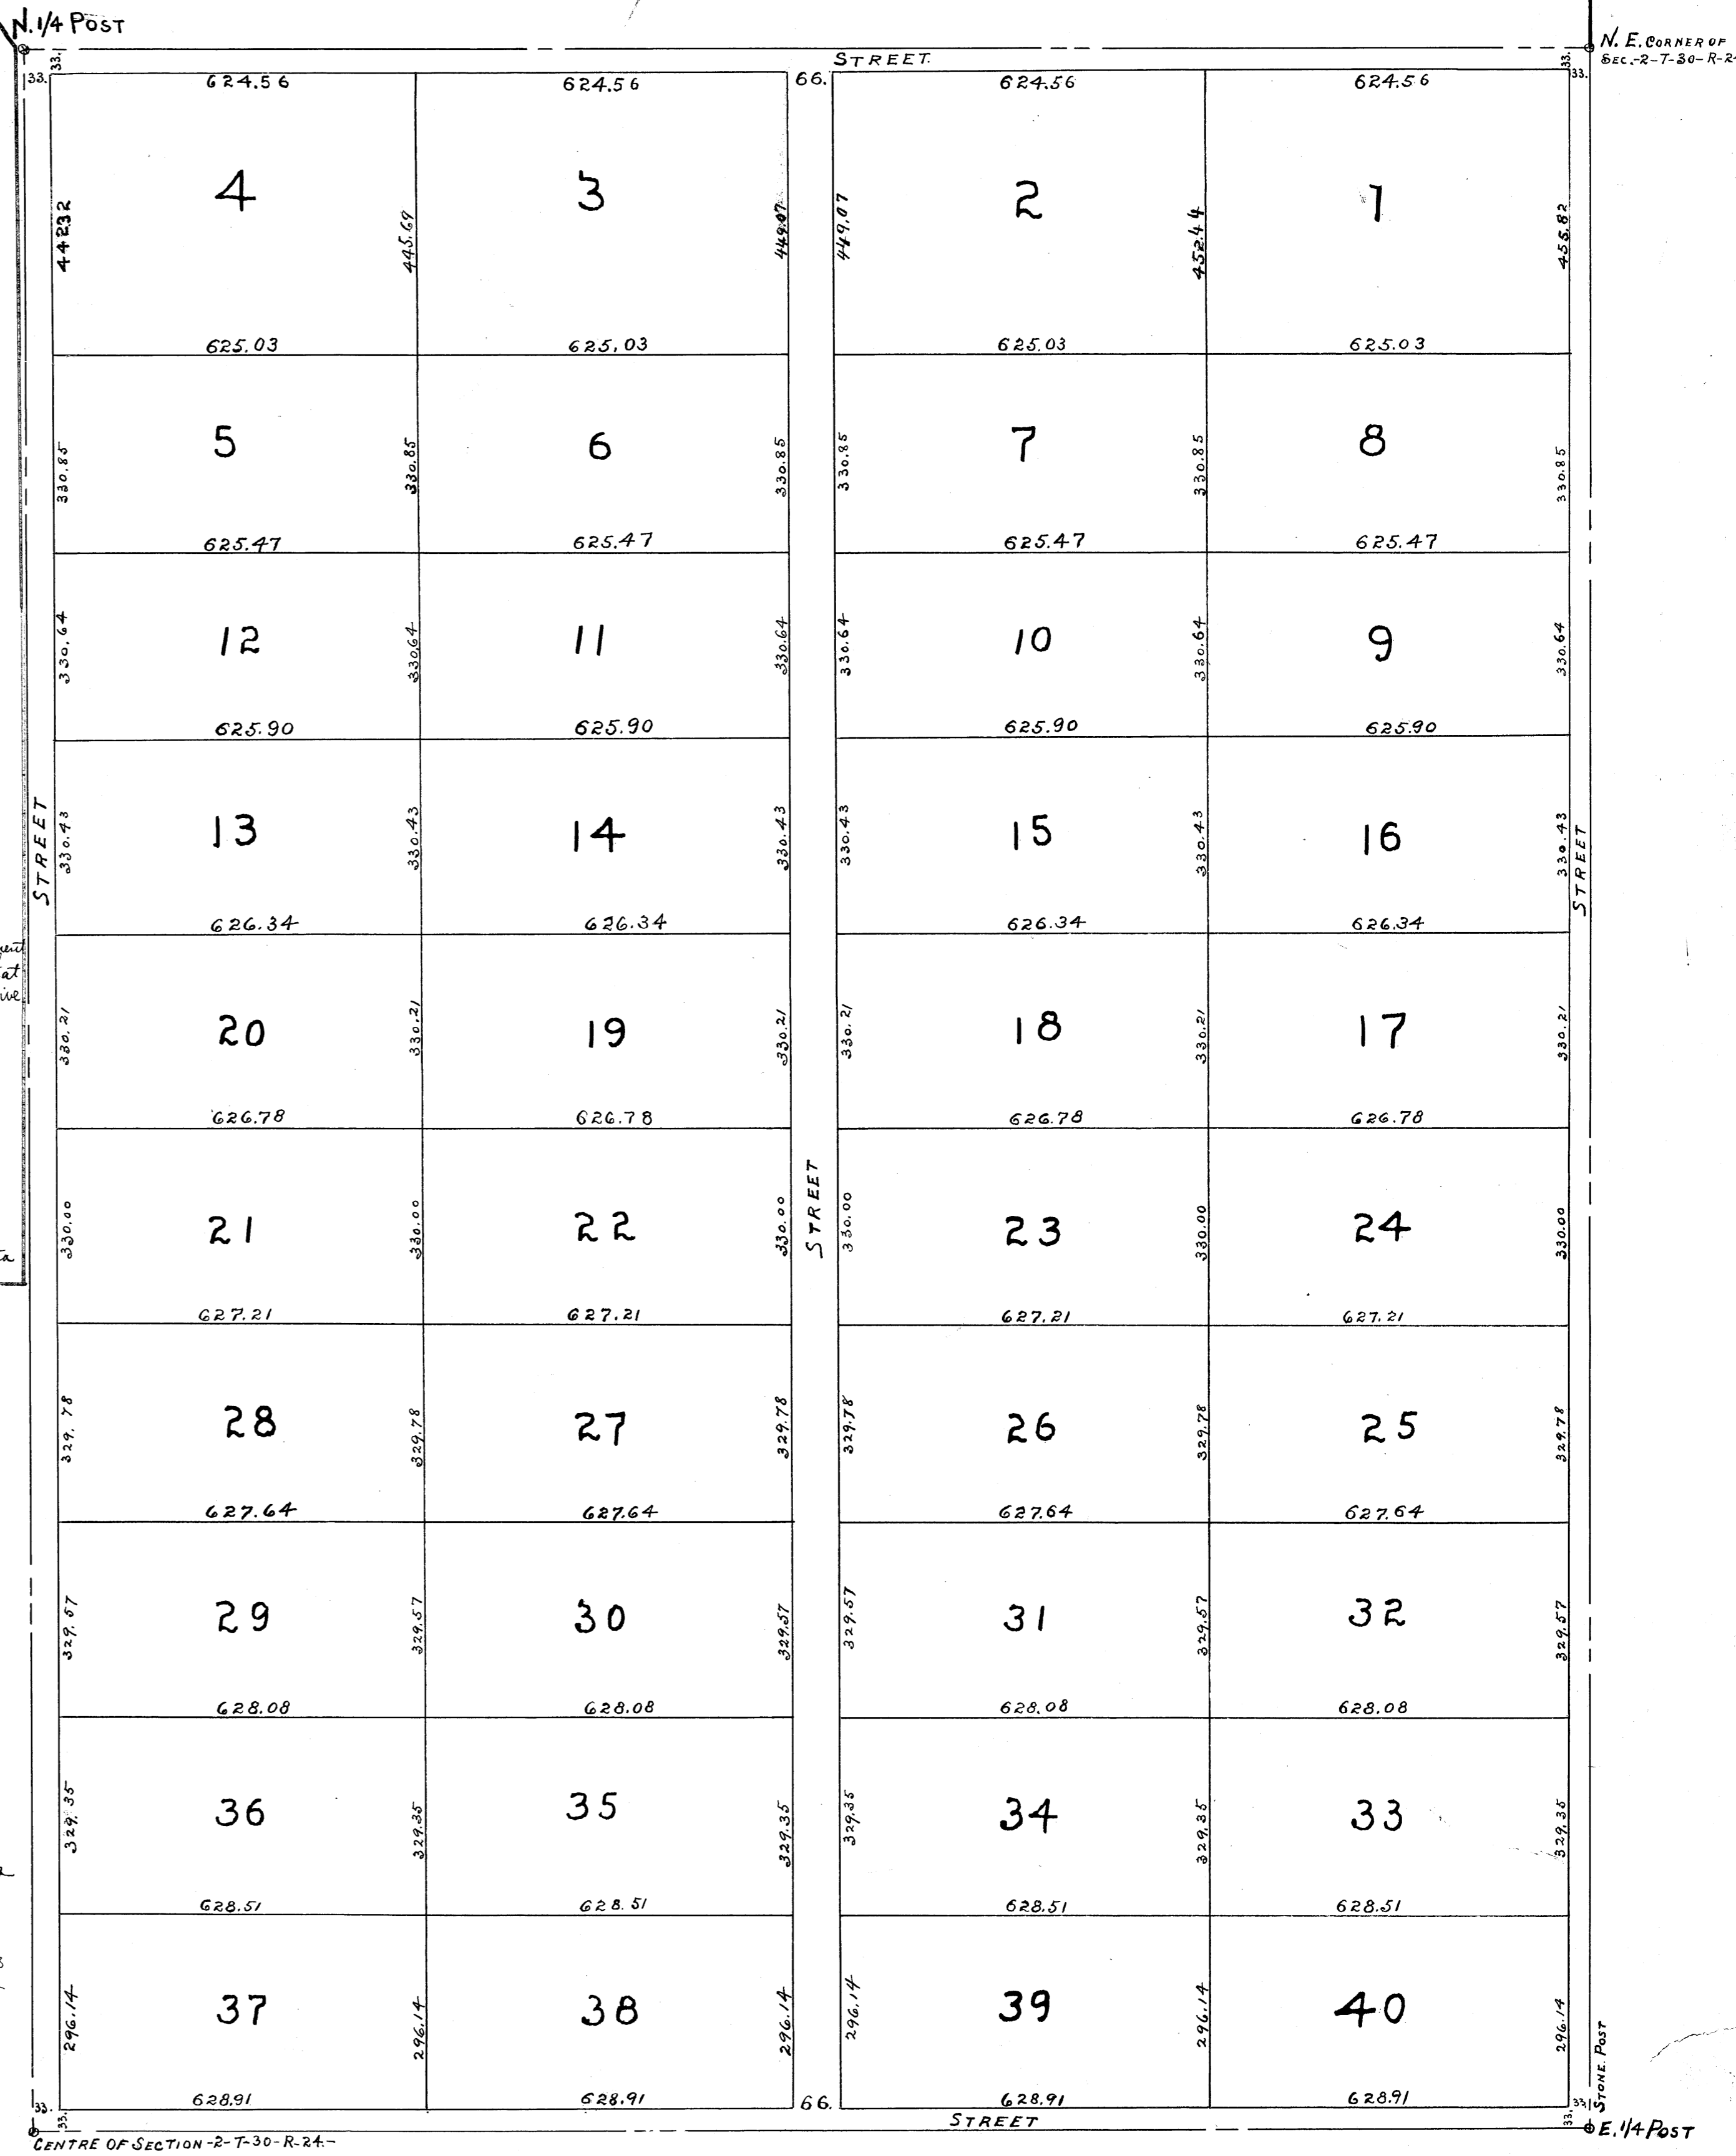 N. 1/4 POST
N. E. CORNER OF
SEC.-2-T-30-R-2
STREET.
33. 33. 66. 33. 33.
624.56 624.56 624.56 624.56
4 3 2 1
442.32 445.69 449.07 449.07 452.44 455.82
625.03 625.03 625.03 625.03
5 6 7 8
330.85 330.85 330.85 330.85 330.85 330.85
625.47 625.47 625.47 625.47
12 11 10 9
330.64 330.64 330.64 330.64 330.64 330.64
625.90 625.90 625.90 625.90
13 14 15 16
330.43 330.43 330.43 330.43 330.43 330.43
STREET STREET
626.34 626.34 626.34 626.34
at
20 19 18 17
330.21 330.21 330.21 330.21 330.21 330.21
626.78 626.78 626.78 626.78
21 22 23 24
330.00 330.00 330.00 330.00 330.00 330.00
STREET
627.21 627.21 627.21 627.21
28 27 26 25
329.78 329.78 329.78 329.78 329.78 329.78
627.64 627.64 627.64 627.64
29 30 31 32
329.57 329.57 329.57 329.57 329.57 329.57
628.08 628.08 628.08 628.08
36 35 34 33
329.35 329.35 329.35 329.35 329.35 329.35
628.51 628.51 628.51 628.51
37 38 39 40
296.14 296.14 296.14 296.14 296.14 296.14
STONE. POST
628.91 628.91 628.91 628.91
33. 33. 66. 33. 33.
STREET
CENTRE OF SECTION-2-T-30-R-24.-
E. 1/4 POST